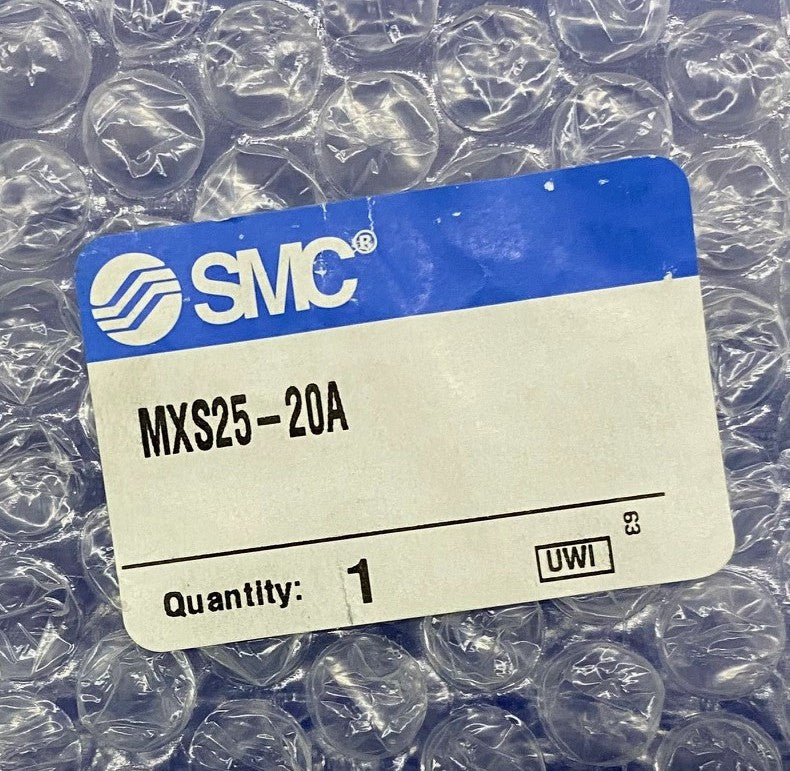 SMC®
MXS25-20A
63
Quantity: 1 UWI